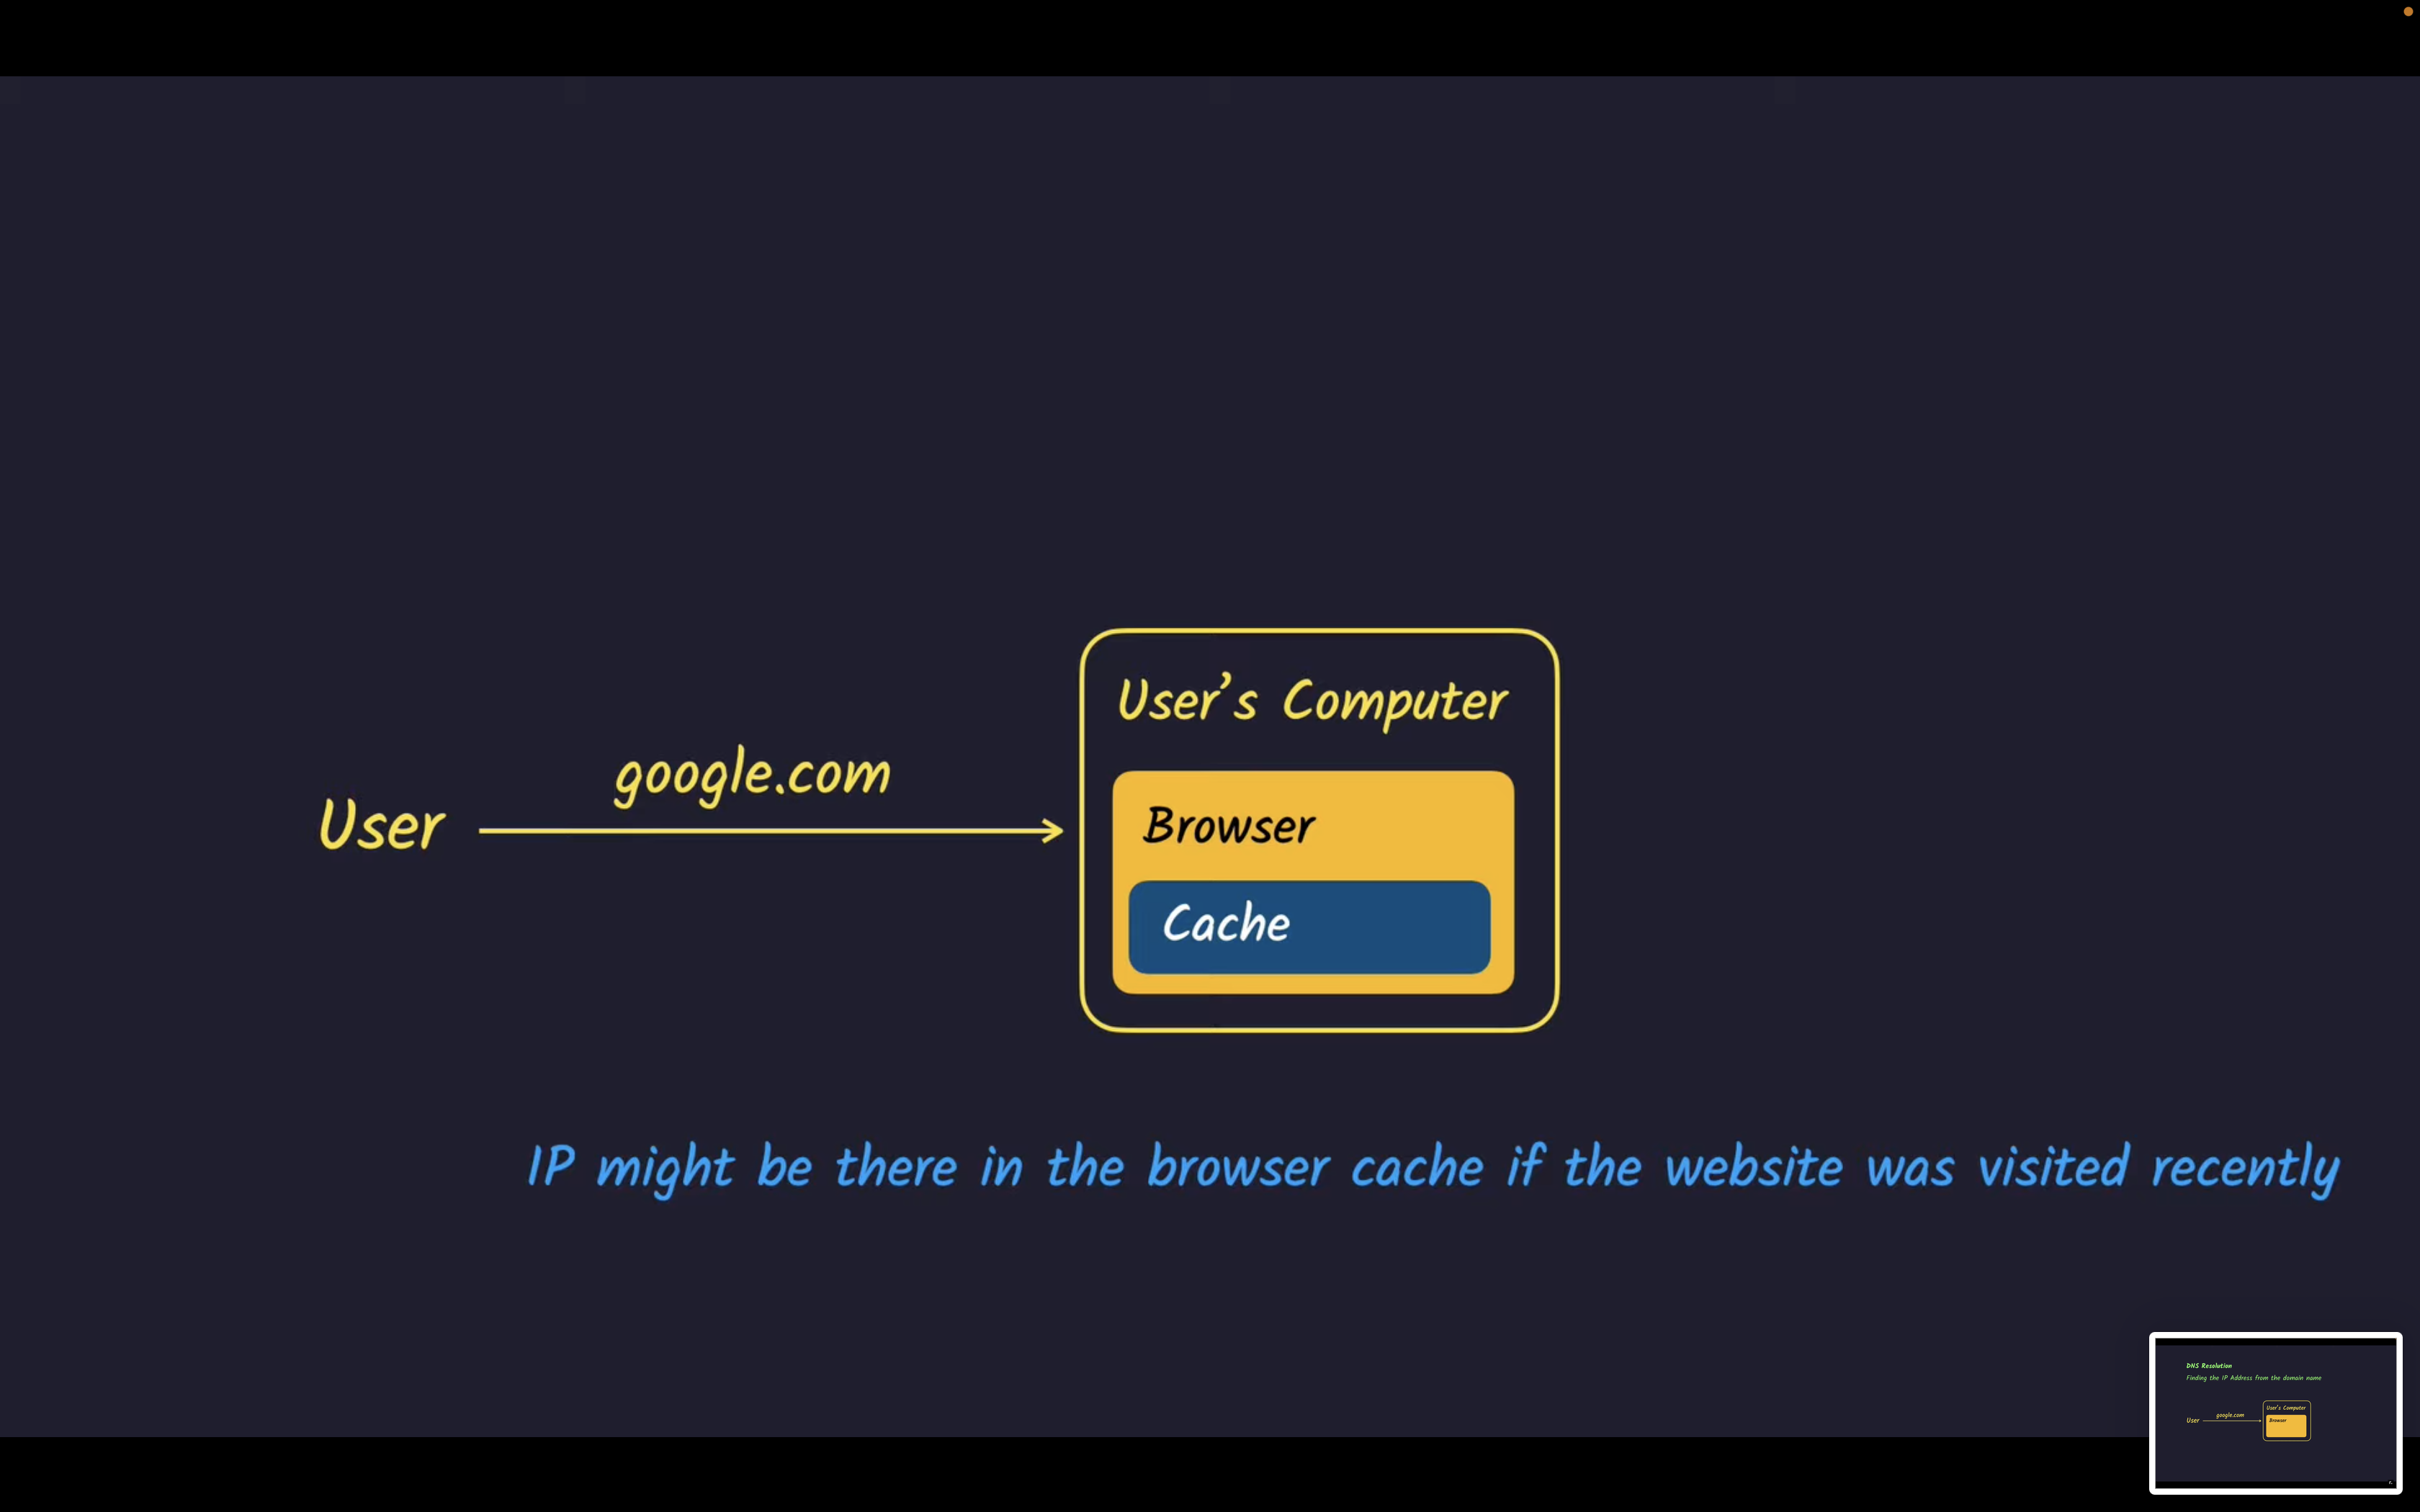 User's Computer
google.com
User
Browser
Cache
IP might be there in the browser cache if the website was visited recently
DNS Resolution
Finding the IP Address from the domain name
User's Computer
google.com
User
Browser